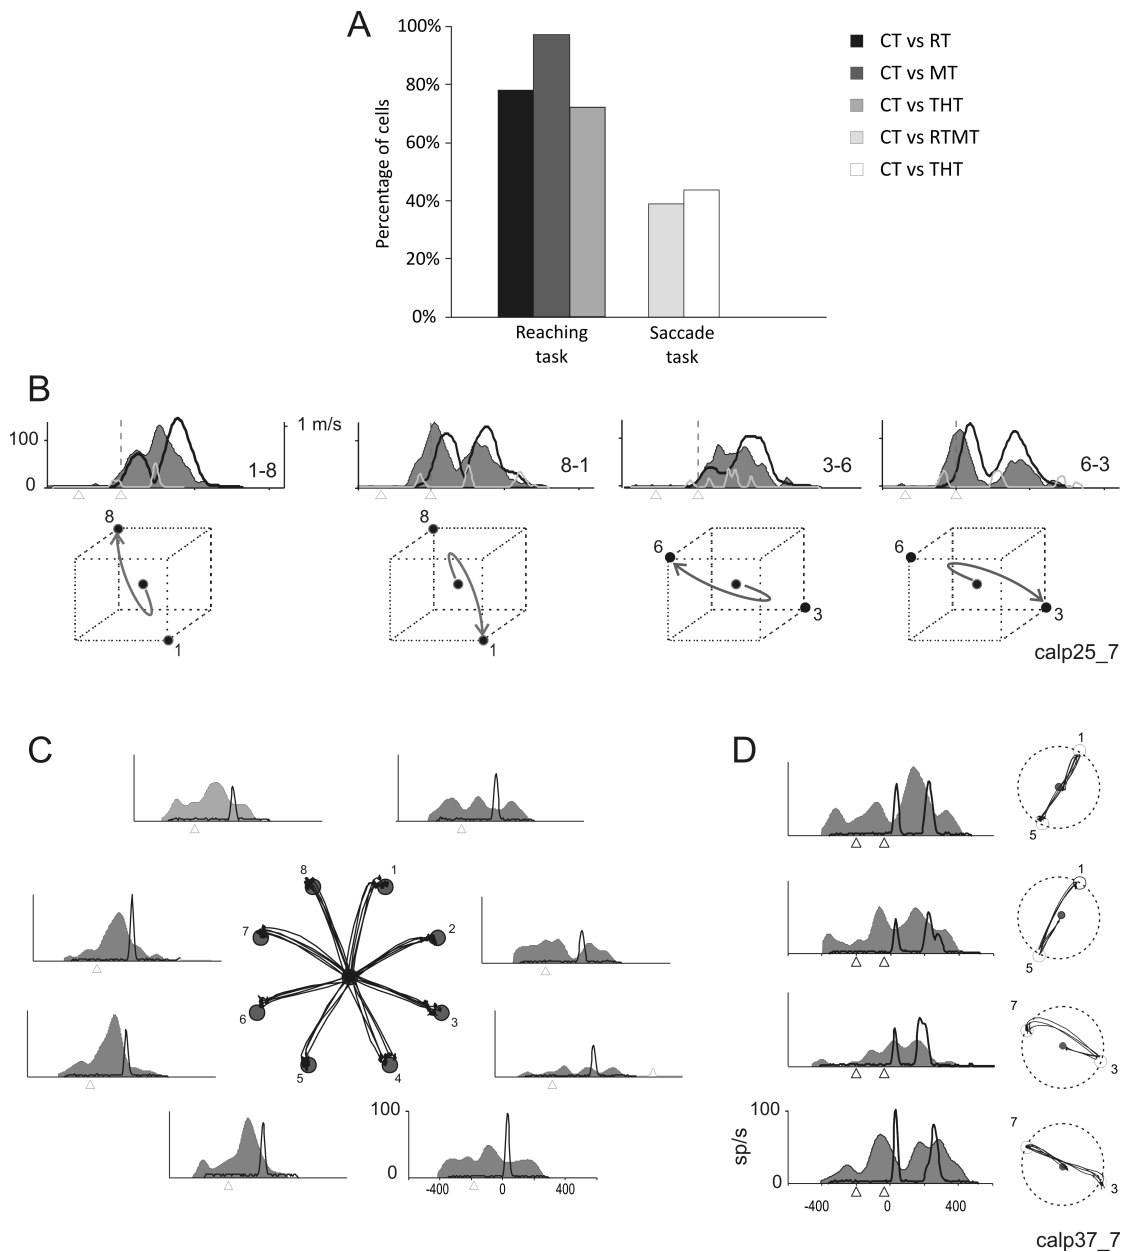 A
100%
80%
60%
40%
20%
0%
Percentage of cells
Reaching
task
Saccade
task
CT vs RT
CT vs MT
CT vs THT
CT vs RTMT
CT vs THT
B
100
0
1 m/s
1-8
8-1
3-6
6-3
8
1
8
1
6
3
6
3
calp25_7
C
8
1
7
2
6
3
5
4
100
0
-400
0
400
D
1
5
1
5
7
3
7
3
100
sp/s
0
-400
0
400
calp37_7